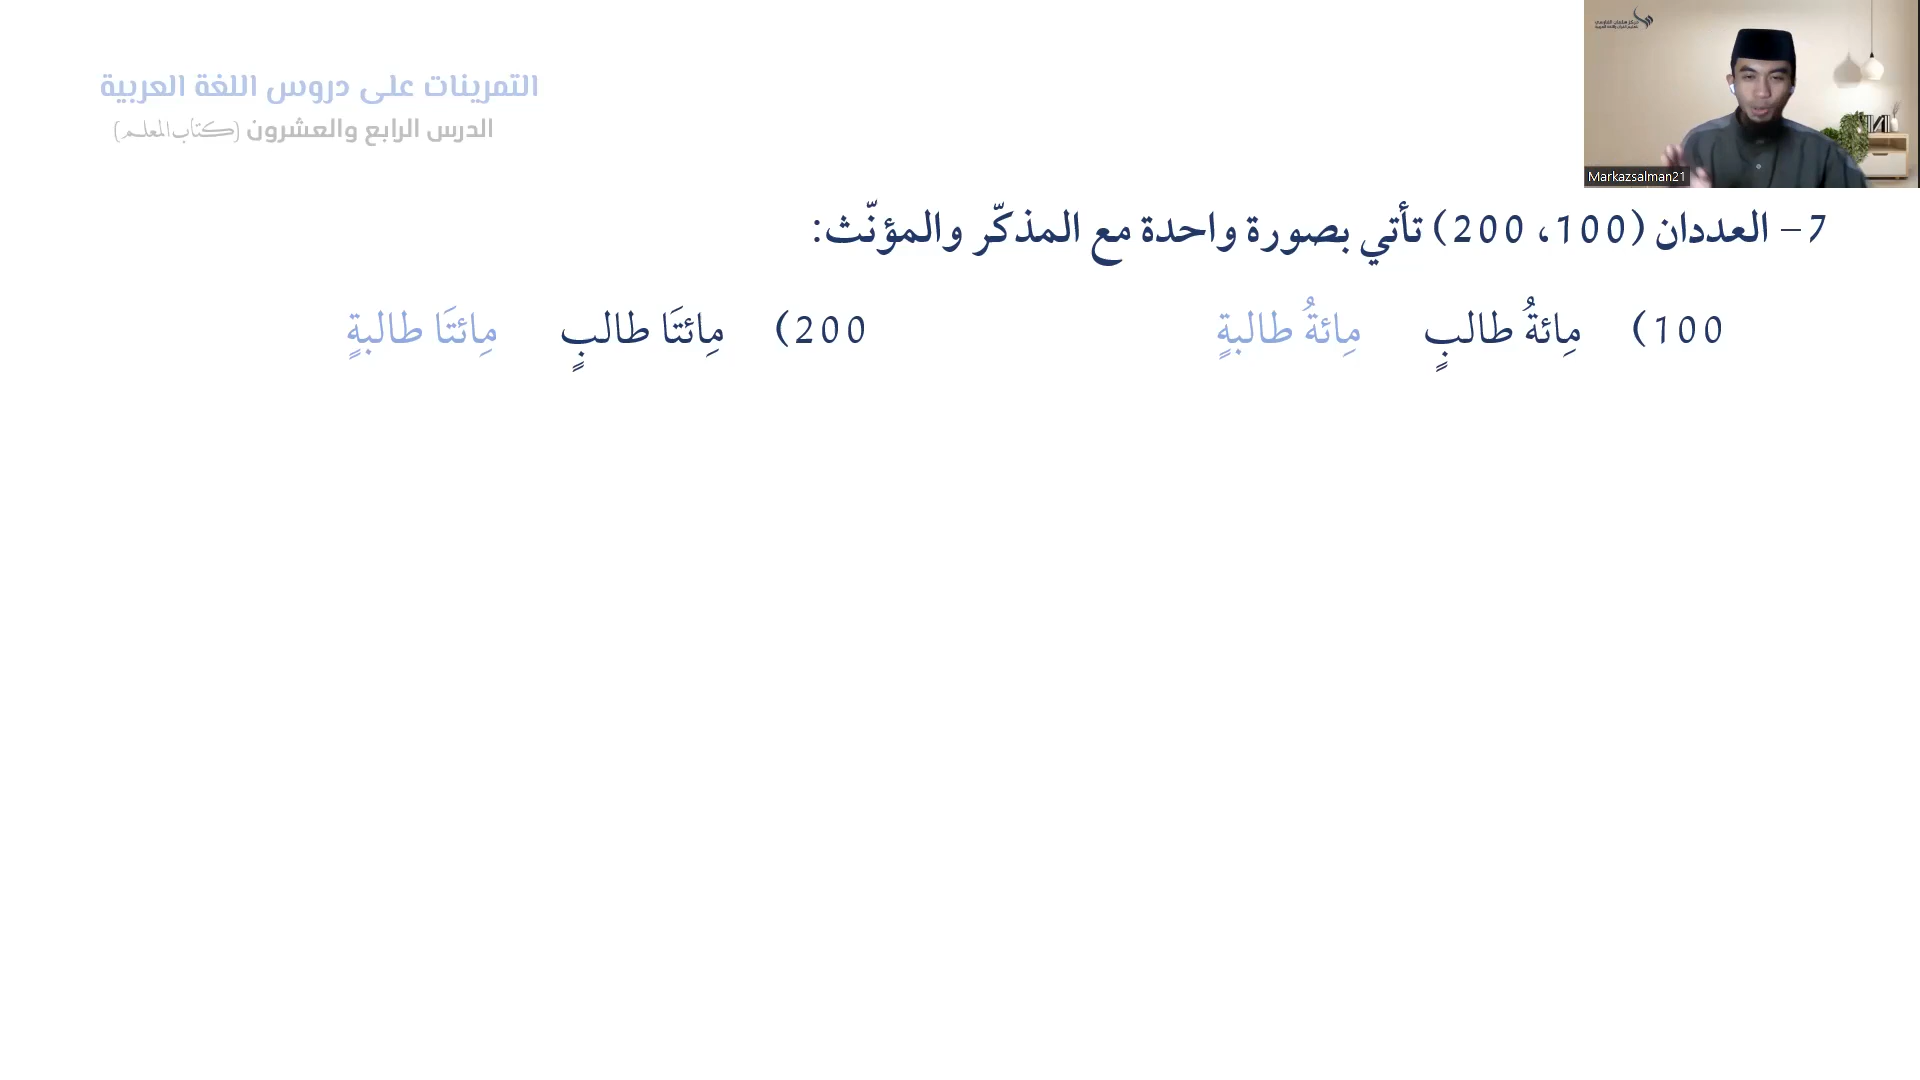 التمرينات على دروس اللغة العربية
الدرس الرابع والعشرون (كتاب المعلم)
Markazsalman21
7- العددان (100، 200) تأتي بصورة واحدة مع المذكّر والمؤنّث:
100) مِائةُ طالبٍ مِائةُ طالبةٍ 200) مِائتَا طالبٍ مِائتَا طالبةٍ